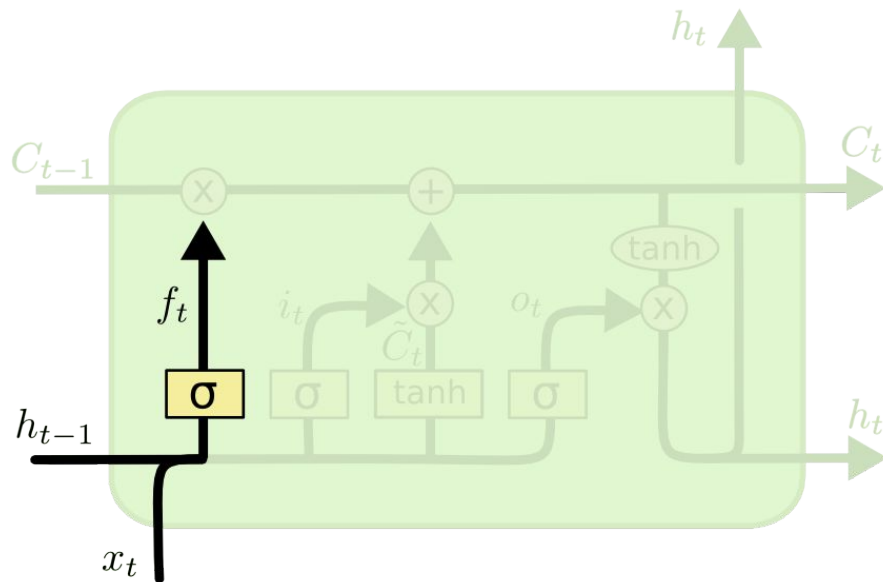 h_t
C_{t-1}
C_t
x
+
tanh
f_t
i_t
x
o_t
x
C̃_t
σ
σ
tanh
σ
h_{t-1}
h_t
x_t